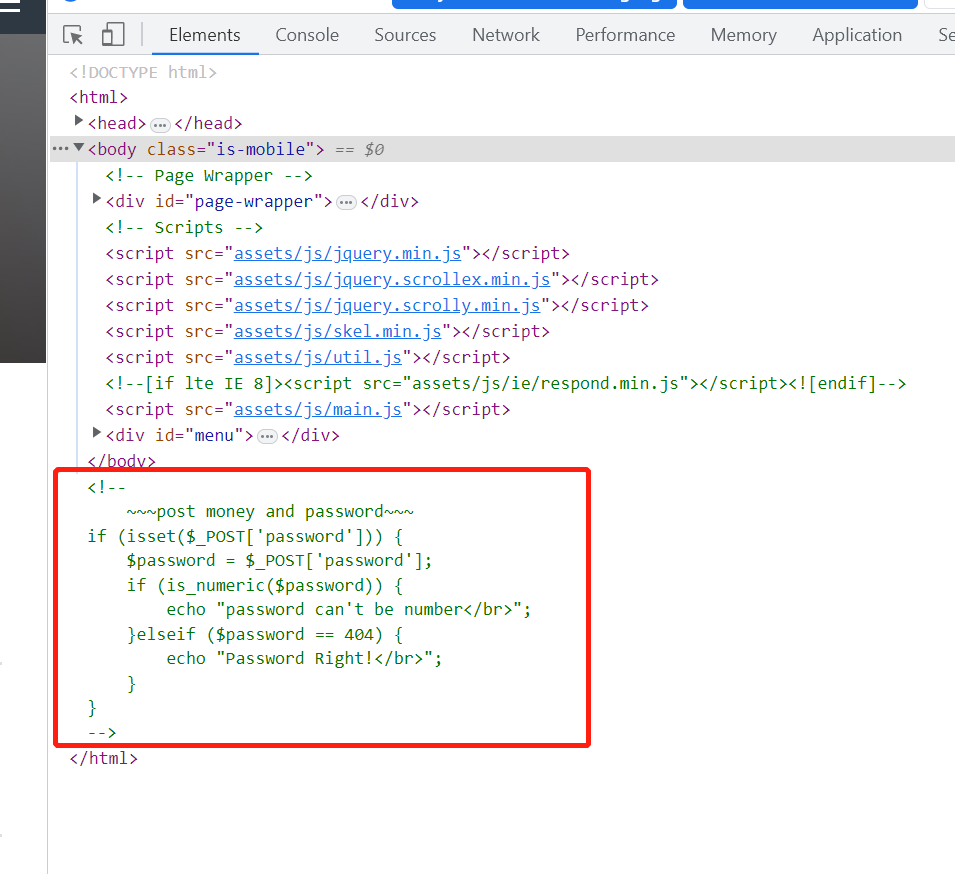 Elements Console Sources Network Performance Memory Application Se
<!DOCTYPE html>
<html>
<head>…</head>
<body class="is-mobile"> == $0
<!-- Page Wrapper -->
<div id="page-wrapper">…</div>
<!-- Scripts -->
<script src="assets/js/jquery.min.js"></script>
<script src="assets/js/jquery.scrollex.min.js"></script>
<script src="assets/js/jquery.scrolly.min.js"></script>
<script src="assets/js/skel.min.js"></script>
<script src="assets/js/util.js"></script>
<!--[if lte IE 8]><script src="assets/js/ie/respond.min.js"></script><![endif]-->
<script src="assets/js/main.js"></script>
<div id="menu">…</div>
</body>
<!--
~~~post money and password~~~
if (isset($_POST['password'])) {
$password = $_POST['password'];
if (is_numeric($password)) {
echo "password can't be number</br>";
}elseif ($password == 404) {
echo "Password Right!</br>";
}
}
-->
</html>